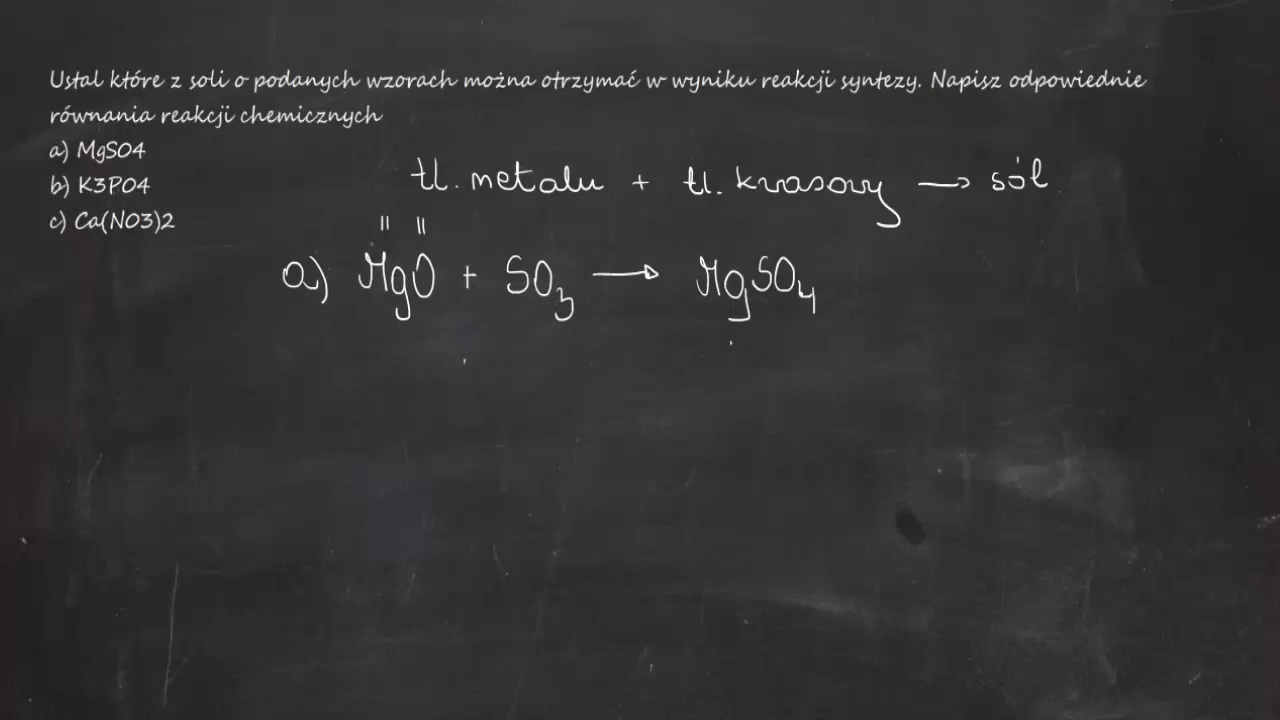 Ustal które z soli o podanych wzorach można otrzymać w wyniku reakcji syntezy. Napisz odpowiednie
równania reakcji chemicznych
a) MgSO4
b) K3PO4
c) Ca(NO3)2
tl. metalu + tl. kwasowy → sól
II II
a) MgO + SO₃ → MgSO₄